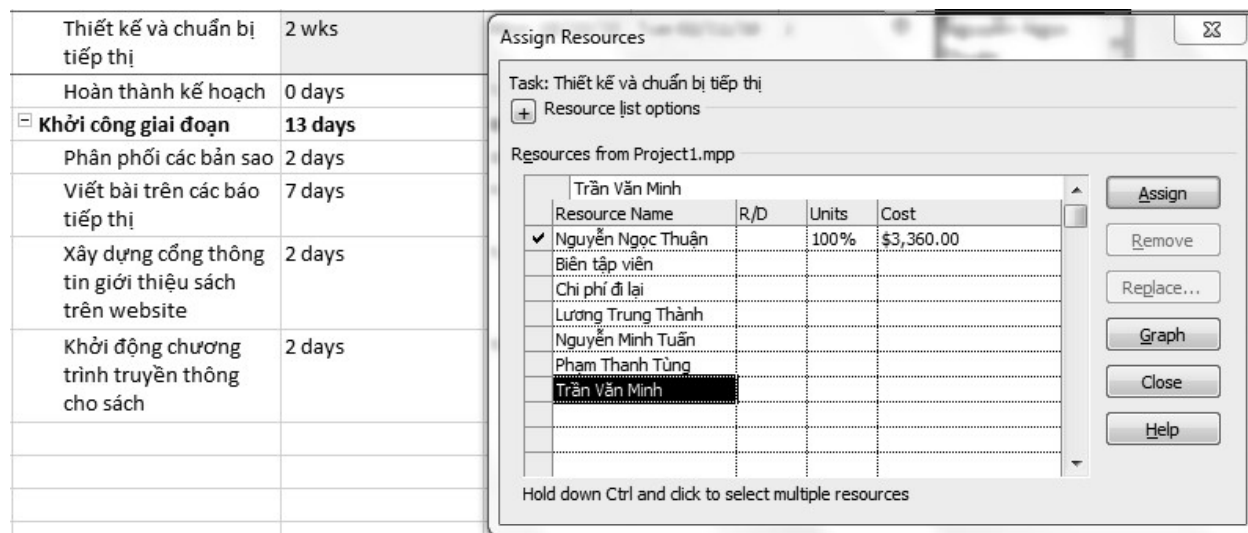 Thiết kế và chuẩn bị 2 wks
tiếp thị
Hoàn thành kế hoạch 0 days
Khởi công giai đoạn 13 days
Phân phối các bản sao 2 days
Viết bài trên các báo 7 days
tiếp thị
Xây dựng cổng thông 2 days
tin giới thiệu sách
trên website
Khởi động chương 2 days
trình truyền thông
cho sách
Assign Resources
Task: Thiết kế và chuẩn bị tiếp thị
+ Resource list options
Resources from Project1.mpp
Trần Văn Minh
Resource Name R/D Units Cost
✔ Nguyễn Ngọc Thuận 100% $3,360.00
Biên tập viên
Chi phí đi lại
Lương Trung Thành
Nguyễn Minh Tuấn
Phạm Thanh Tùng
Trần Văn Minh
Assign
Remove
Replace...
Graph
Close
Help
Hold down Ctrl and click to select multiple resources